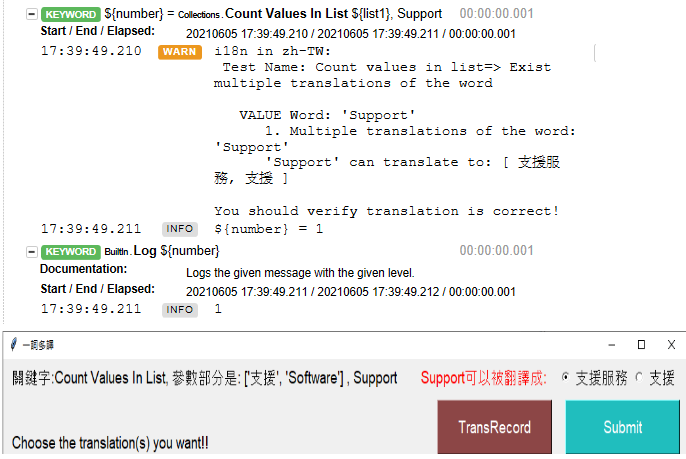 KEYWORD ${number} = Collections.Count Values In List ${list1}, Support 00:00:00.001
Start / End / Elapsed: 20210605 17:39:49.210 / 20210605 17:39:49.211 / 00:00:00.001
17:39:49.210 WARN i18n in zh-TW:
Test Name: Count values in list=> Exist
multiple translations of the word
VALUE Word: 'Support'
1. Multiple translations of the word:
'Support'
'Support' can translate to: [ 支援服
務, 支援 ]
You should verify translation is correct!
17:39:49.211 INFO ${number} = 1
KEYWORD BuiltIn.Log ${number} 00:00:00.001
Documentation: Logs the given message with the given level.
Start / End / Elapsed: 20210605 17:39:49.211 / 20210605 17:39:49.212 / 00:00:00.001
17:39:49.211 INFO 1
一詞多譯
關鍵字:Count Values In List, 參數部分是: ['支援', 'Software'] , Support Support可以被翻譯成: 支援服務 支援
TransRecord Submit
Choose the translation(s) you want!!